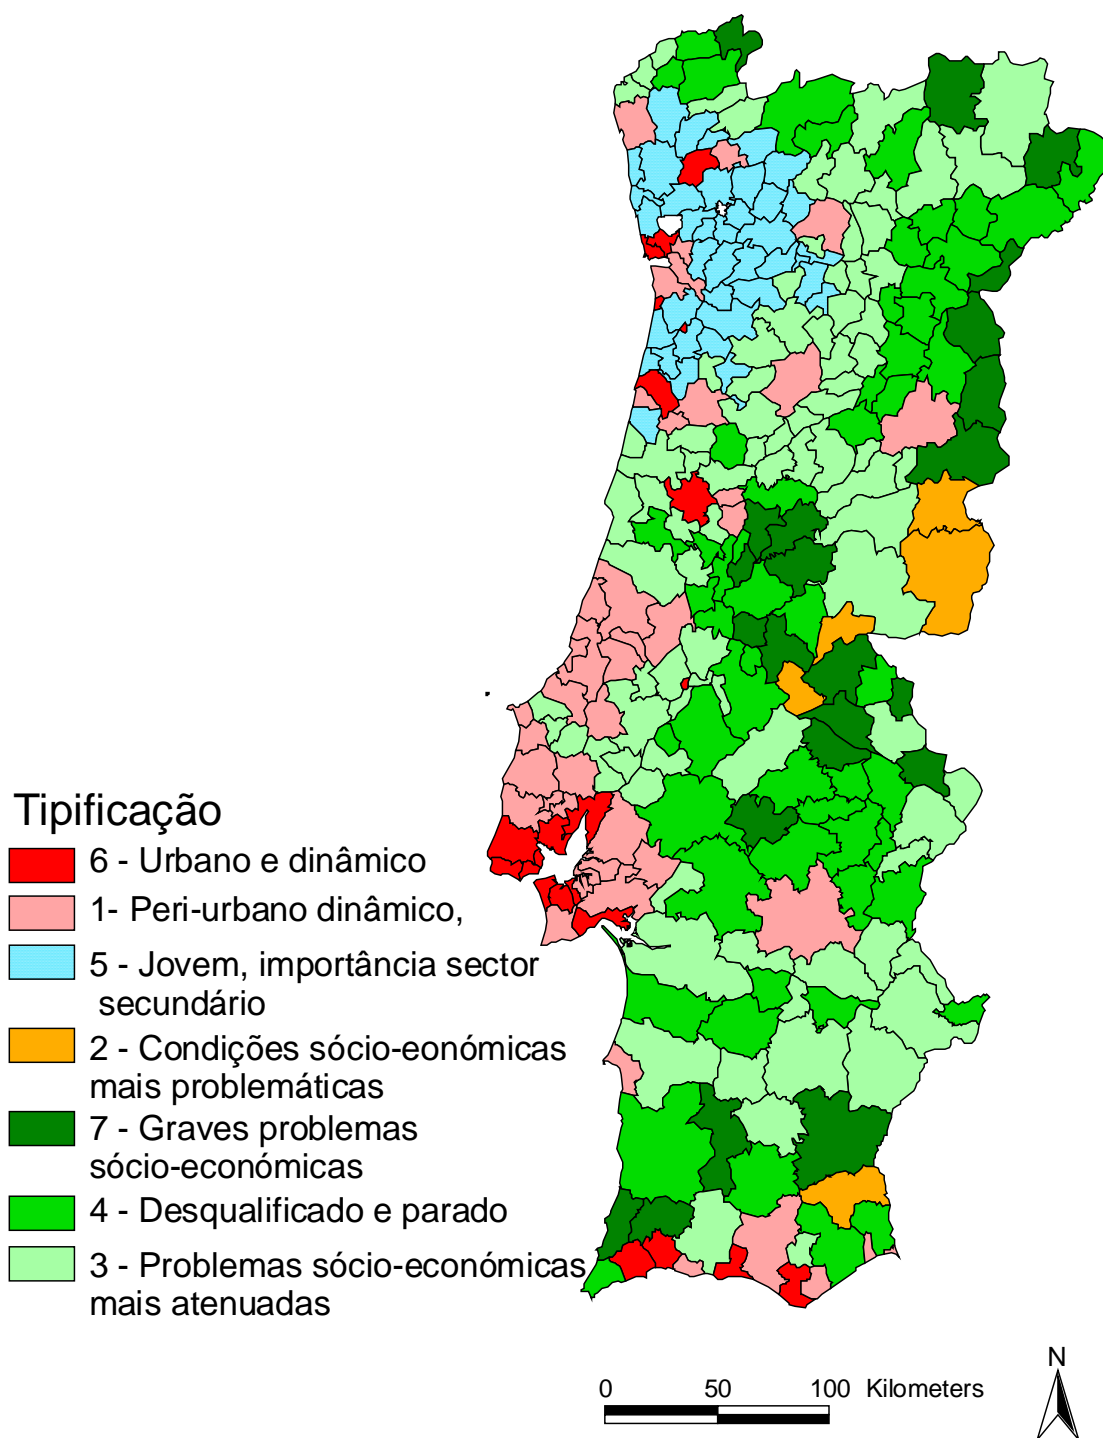 Tipificação
6 - Urbano e dinâmico
1- Peri-urbano dinâmico,
5 - Jovem, importância sector
secundário
2 - Condições sócio-eonómicas
mais problemáticas
7 - Graves problemas
sócio-económicas
4 - Desqualificado e parado
3 - Problemas sócio-económicas
mais atenuadas
N
0 50 100 Kilometers